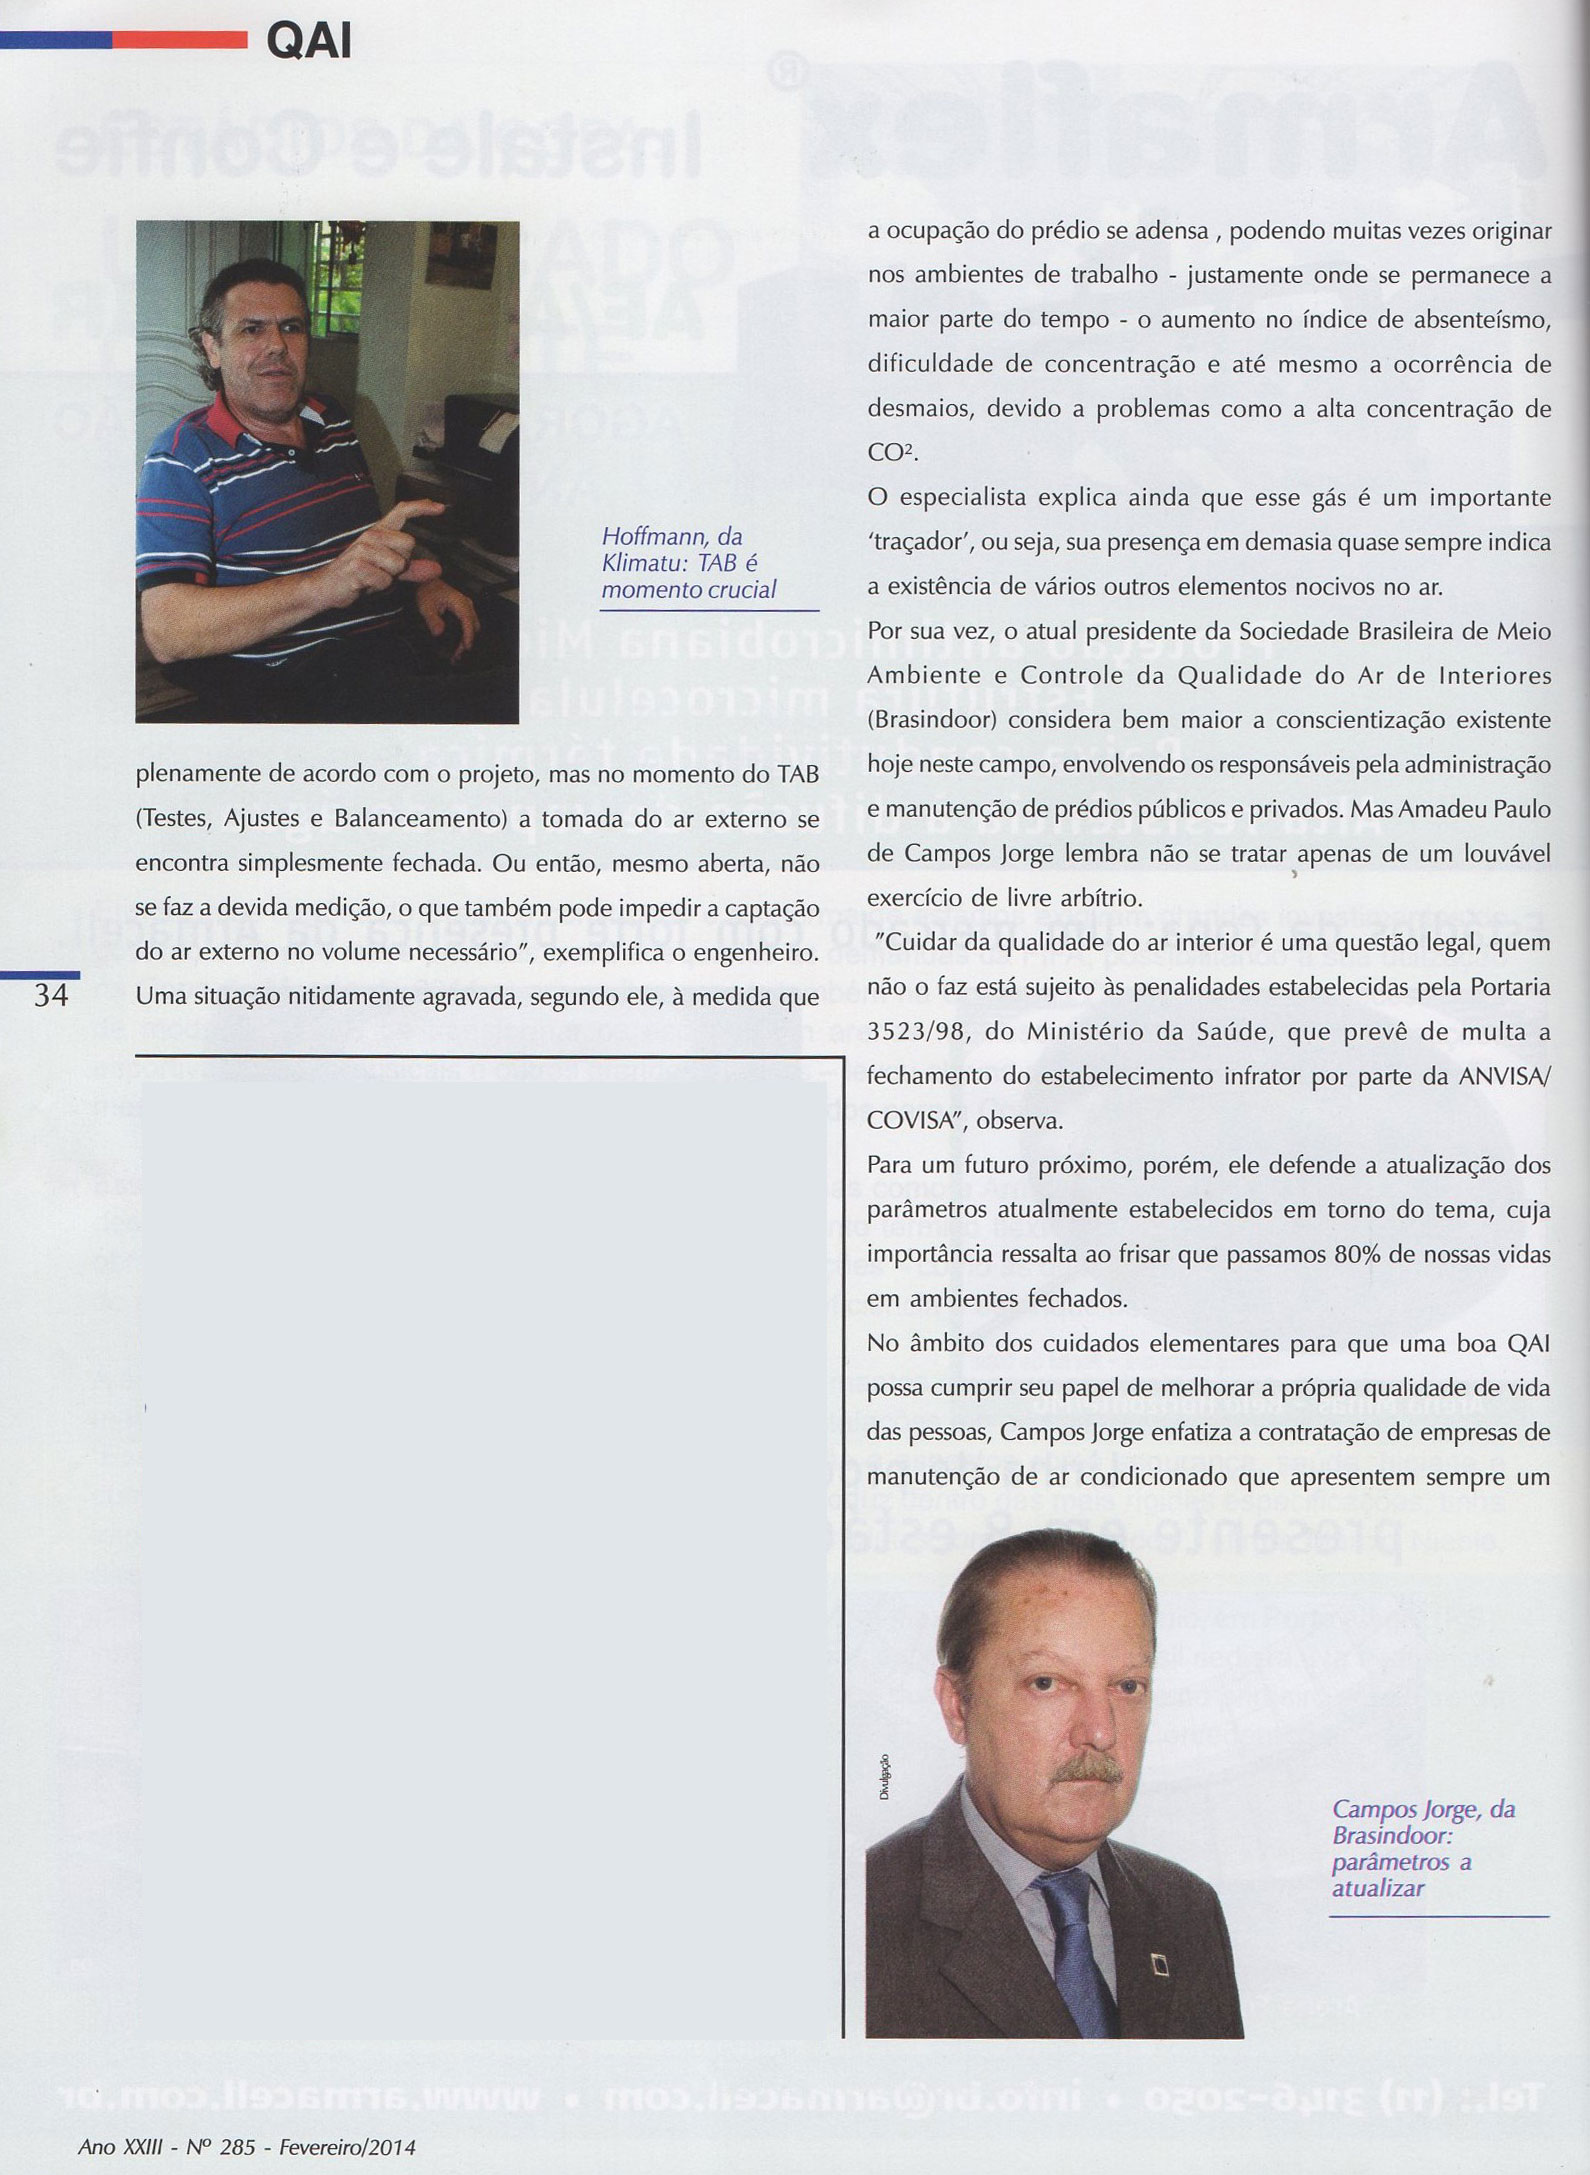 QAI
Hoffmann, da
Klimatu: TAB é
momento crucial
plenamente de acordo com o projeto, mas no momento do TAB
(Testes, Ajustes e Balanceamento) a tomada do ar externo se
encontra simplesmente fechada. Ou então, mesmo aberta, não
se faz a devida medição, o que também pode impedir a captação
do ar externo no volume necessário”, exemplifica o engenheiro.
Uma situação nitidamente agravada, segundo ele, à medida que
34
a ocupação do prédio se adensa , podendo muitas vezes originar
nos ambientes de trabalho - justamente onde se permanece a
maior parte do tempo - o aumento no índice de absenteísmo,
dificuldade de concentração e até mesmo a ocorrência de
desmaios, devido a problemas como a alta concentração de
CO².
O especialista explica ainda que esse gás é um importante
‘traçador’, ou seja, sua presença em demasia quase sempre indica
a existência de vários outros elementos nocivos no ar.
Por sua vez, o atual presidente da Sociedade Brasileira de Meio
Ambiente e Controle da Qualidade do Ar de Interiores
(Brasindoor) considera bem maior a conscientização existente
hoje neste campo, envolvendo os responsáveis pela administração
e manutenção de prédios públicos e privados. Mas Amadeu Paulo
de Campos Jorge lembra não se tratar apenas de um louvável
exercício de livre arbítrio.
”Cuidar da qualidade do ar interior é uma questão legal, quem
não o faz está sujeito às penalidades estabelecidas pela Portaria
3523/98, do Ministério da Saúde, que prevê de multa a
fechamento do estabelecimento infrator por parte da ANVISA/
COVISA”, observa.
Para um futuro próximo, porém, ele defende a atualização dos
parâmetros atualmente estabelecidos em torno do tema, cuja
importância ressalta ao frisar que passamos 80% de nossas vidas
em ambientes fechados.
No âmbito dos cuidados elementares para que uma boa QAI
possa cumprir seu papel de melhorar a própria qualidade de vida
das pessoas, Campos Jorge enfatiza a contratação de empresas de
manutenção de ar condicionado que apresentem sempre um
Divulgação
Campos Jorge, da
Brasindoor:
parâmetros a
atualizar
Ano XXIII - Nº 285 - Fevereiro/2014